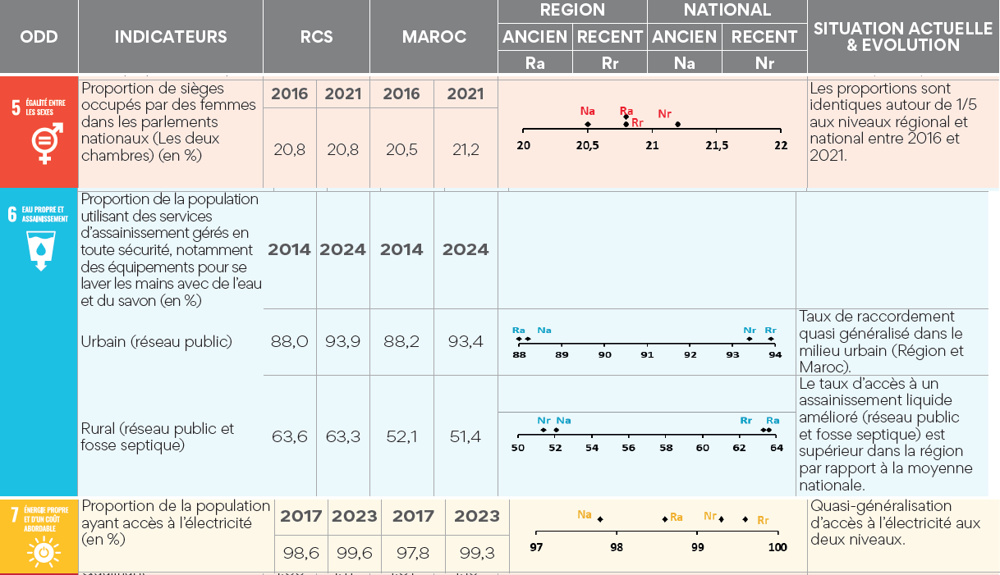 ODD INDICATEURS RCS MAROC REGION NATIONAL SITUATION ACTUELLE
& EVOLUTION
ANCIEN RECENT ANCIEN RECENT
Ra Rr Na Nr
5 ÉGALITÉ ENTRE
LES SEXES
Proportion de sièges
occupés par des femmes
dans les parlements
nationaux (Les deux
chambres) (en %)
2016 2021 2016 2021
20,8 20,8 20,5 21,2
Na Ra Rr Nr
20 20,5 21 21,5 22
Les proportions sont
identiques autour de 1/5
aux niveaux régional et
national entre 2016 et
2021.
6 EAU PROPRE ET
ASSAINISSEMENT
Proportion de la population
utilisant des services
d'assainissement gérés en
toute sécurité, notamment
des équipements pour se
laver les mains avec de l'eau
et du savon (en %)
2014 2024 2014 2024
Urbain (réseau public)
88,0 93,9 88,2 93,4
Ra Na Nr Rr
88 89 90 91 92 93 94
Taux de raccordement
quasi généralisé dans le
milieu urbain (Région et
Maroc).
Rural (réseau public et
fosse septique)
63,6 63,3 52,1 51,4
Nr Na Rr Ra
50 52 54 56 58 60 62 64
Le taux d'accès à un
assainissement liquide
amélioré (réseau public
et fosse septique) est
supérieur dans la région
par rapport à la moyenne
nationale.
7 ÉNERGIE PROPRE
ET D'UN COÛT
ABORDABLE
Proportion de la population
ayant accès à l'électricité
(en %)
2017 2023 2017 2023
98,6 99,6 97,8 99,3
Na Ra Nr Rr
97 98 99 100
Quasi-généralisation
d'accès à l'électricité aux
deux niveaux.